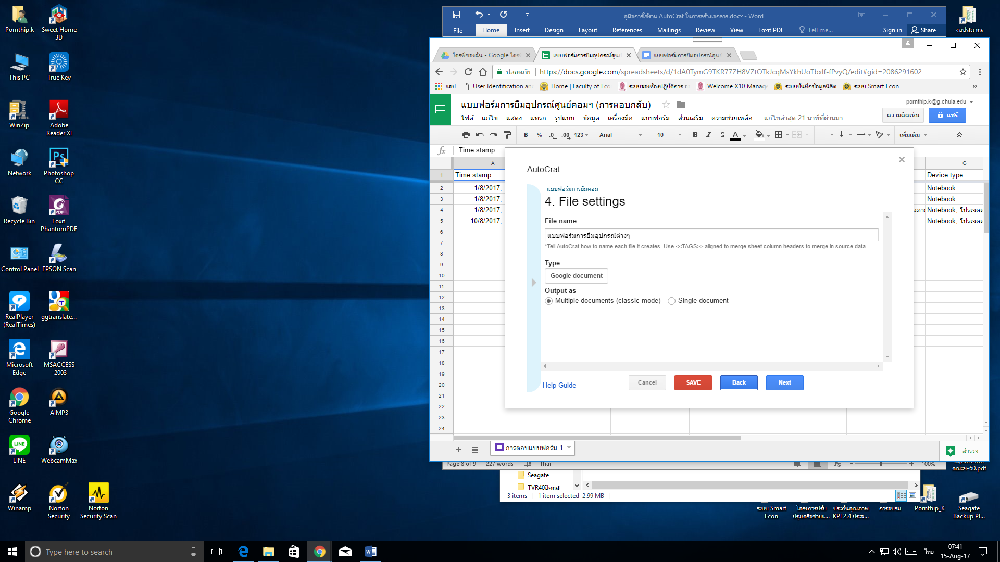 Pornthip.k
Sweet Home
3D
This PC
True Key
WinZip
Adobe
Reader XI
Network
Photoshop
CC
Recycle Bin
Foxit
PhantomPDF
Control Panel
EPSON Scan
RealPlayer
(RealTimes)
ggtranslate...
Microsoft
Edge
MSACCESS
-2003
Google
Chrome
AIMP3
LINE
WebcamMax
Winamp
Norton
Security
Norton
Security Scan
คู่มือการใช้งาน AutoCrat ในการสร้างเอกสาร.docx - Word
File Home Insert Design Layout References Mailings Review View Foxit PDF Tell me... Sign in Share
งบประมาณ
ไดรฟ์ของฉัน - Google ไดรฟ์
แบบฟอร์มการยืมอุปกรณ์ศูนย์
แบบฟอร์มการยืมอุปกรณ์ศูนย์
ปลอดภัย https://docs.google.com/spreadsheets/d/1dA0TymG9TKR77ZH8VZtOTkJcqMsYkhUoTbxlf-fPvyQ/edit#gid=2086291602
แอป User Identification an Home | Faculty of Eco ระบบจองห้องปฏิบัติการ Welcome X10 Manag ระบบบันทึกข้อมูลนิสิต ระบบ Smart Econ »
แบบฟอร์มการยืมอุปกรณ์ศูนย์คอมฯ (การตอบกลับ)
pornthip.k@g.chula.edu
ไฟล์ แก้ไข แสดง แทรก รูปแบบ ข้อมูล เครื่องมือ แบบฟอร์ม ส่วนเสริม ความช่วยเหลือ แก้ไขล่าสุด 21 นาทีที่ผ่านมา
ความคิดเห็น แชร์
B % .0 .00 123 Arial 10 B I S A เพิ่มเติม
fx Time stamp
A G
1 Time stamp Device type
2 1/8/2017, Notebook
3 1/8/2017, Notebook
4 1/8/2017, Notebook, โปรเจคเ
5 10/8/2017, Notebook, โปรเจคเ
6
7
8
9
10
11
12
13
14
15
16
17
18
19
20
21
22
23
24
AutoCrat
แบบฟอร์มการยืมคอม
4. File settings
File name
แบบฟอร์มการยืมอุปกรณ์ต่างๆ
*Tell AutoCrat how to name each file it creates. Use <<TAGS>> aligned to merge sheet column headers to merge in source data.
Type
Google document
Output as
Multiple documents (classic mode) Single document
Help Guide
Cancel SAVE Back Next
การตอบแบบฟอร์ม 1
สำรวจ
Page 8 of 9 227 words Thai 100%
คณะฯ-60.pdf
Seagate
TVR40ปีคณะ
3 items 1 item selected 2.99 MB
ระบบ Smart
Econ
โครงการปรับ
ปรุงเครือข่ายแ...
ประกันคุณภาพ
KPI 2.4 ประจ...
การอบรม
Pornthip_K
Seagate
Backup Pl...
Type here to search
ไทย
07:41
15-Aug-17